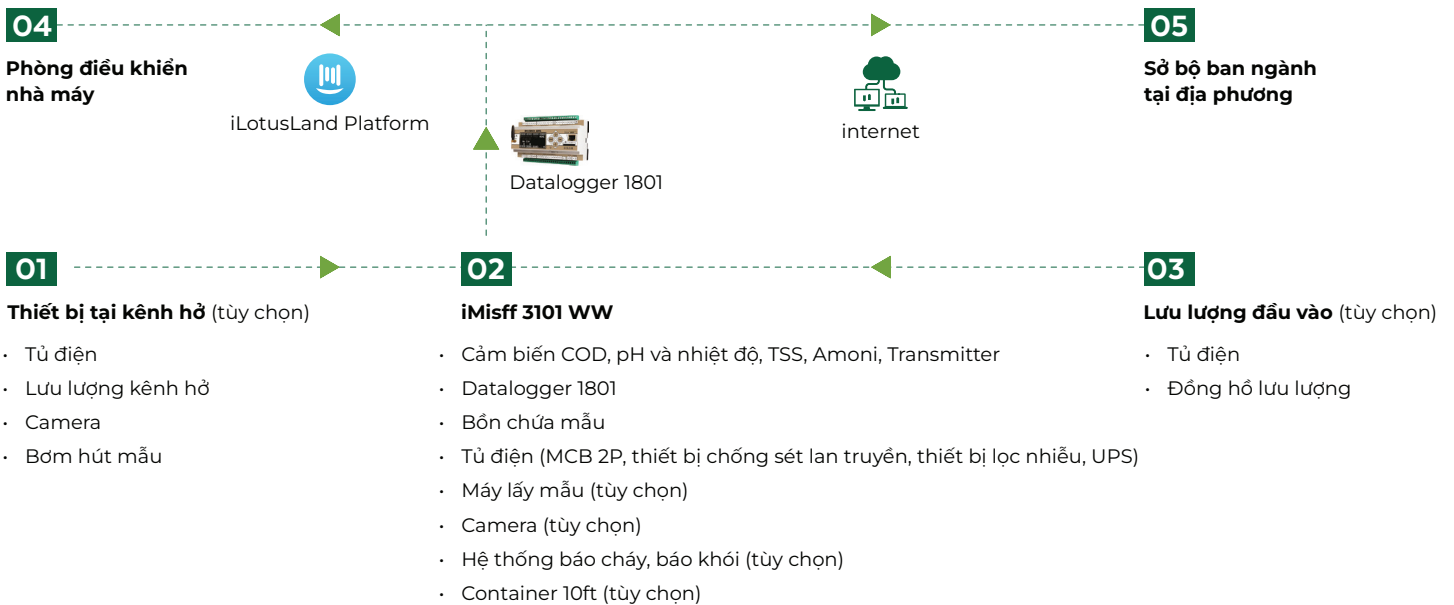 04
Phòng điều khiển
nhà máy
iLotusLand Platform
Datalogger 1801
internet
05
Sở bộ ban ngành
tại địa phương
01
Thiết bị tại kênh hở (tùy chọn)
• Tủ điện
• Lưu lượng kênh hở
• Camera
• Bơm hút mẫu
02
iMisff 3101 WW
• Cảm biến COD, pH và nhiệt độ, TSS, Amoni, Transmitter
• Datalogger 1801
• Bồn chứa mẫu
• Tủ điện (MCB 2P, thiết bị chống sét lan truyền, thiết bị lọc nhiễu, UPS)
• Máy lấy mẫu (tùy chọn)
• Camera (tùy chọn)
• Hệ thống báo cháy, báo khói (tùy chọn)
• Container 10ft (tùy chọn)
03
Lưu lượng đầu vào (tùy chọn)
• Tủ điện
• Đồng hồ lưu lượng